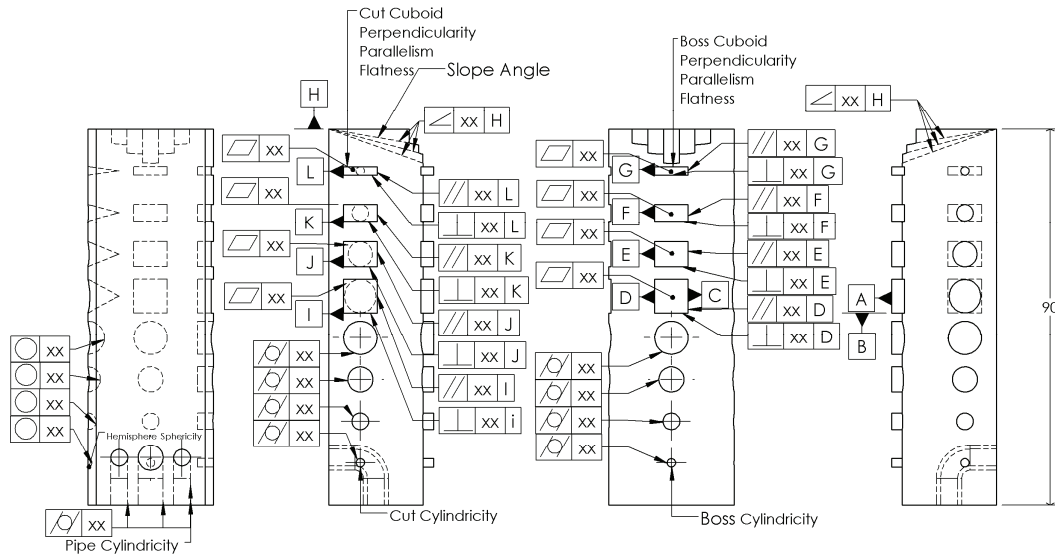 Cut Cuboid
Perpendicularity
Parallelism
Flatness
Slope Angle
H
xx H
xx
L
xx
K
xx
J
xx
I
xx L
xx L
xx K
xx K
xx J
xx J
xx I
xx i
xx
xx
xx
xx
Cut Cylindricity
Boss Cuboid
Perpendicularity
Parallelism
Flatness
xx
G
xx
F
xx
E
xx
D
C
xx G
xx G
xx F
xx F
xx E
xx E
xx D
xx D
xx
xx
xx
xx
Boss Cylindricity
xx H
A
B
90
xx
xx
xx
xx
Hemisphere Sphericity
xx
Pipe Cylindricity